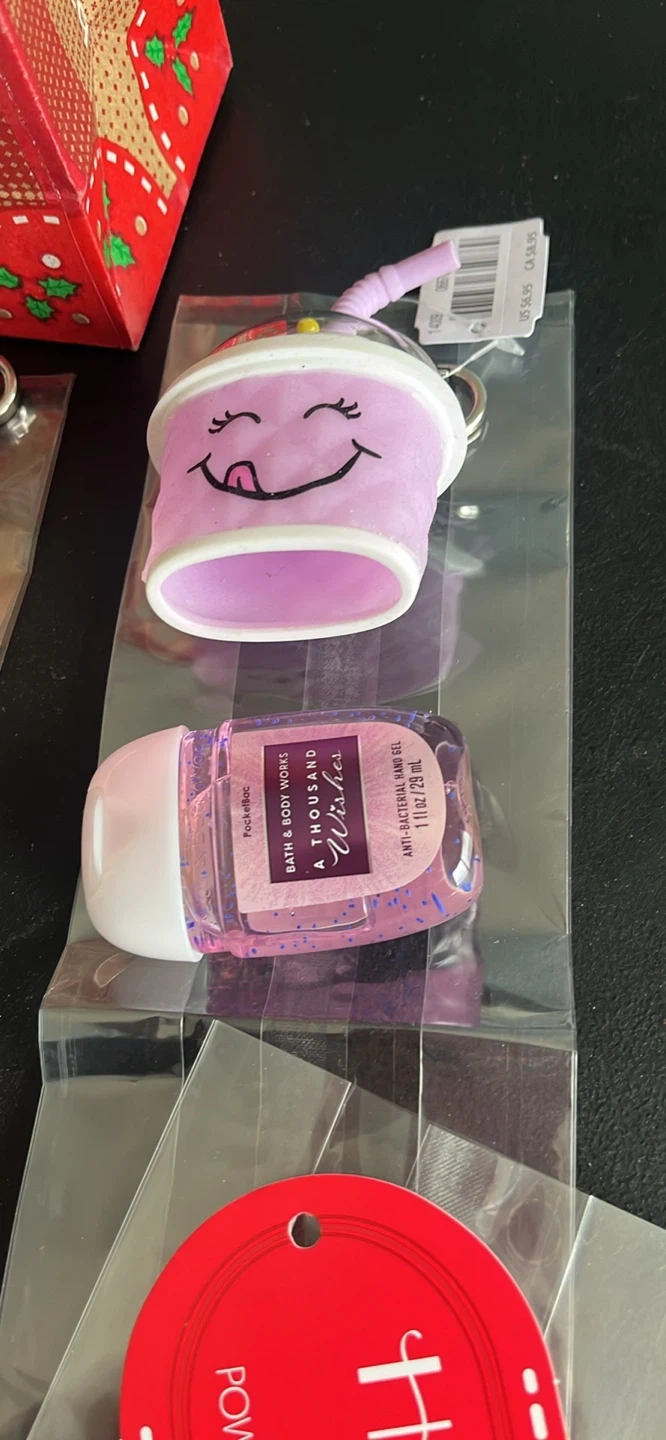 US $6.95 CA $8.95
PocketBac
BATH & BODY WORKS
A THOUSAND
Wishes
ANTI-BACTERIAL HAND GEL
1 fl oz / 29 mL
H
POW